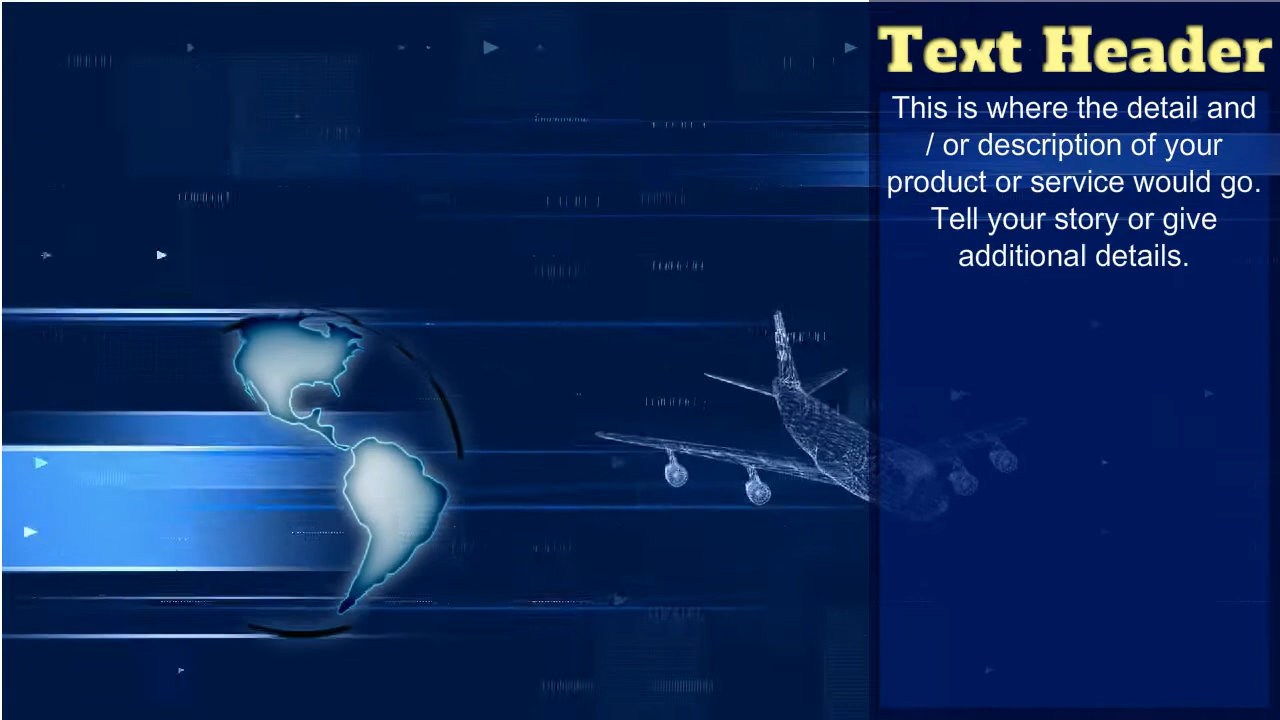 Text Header
This is where the detail and
/ or description of your
product or service would go.
Tell your story or give
additional details.